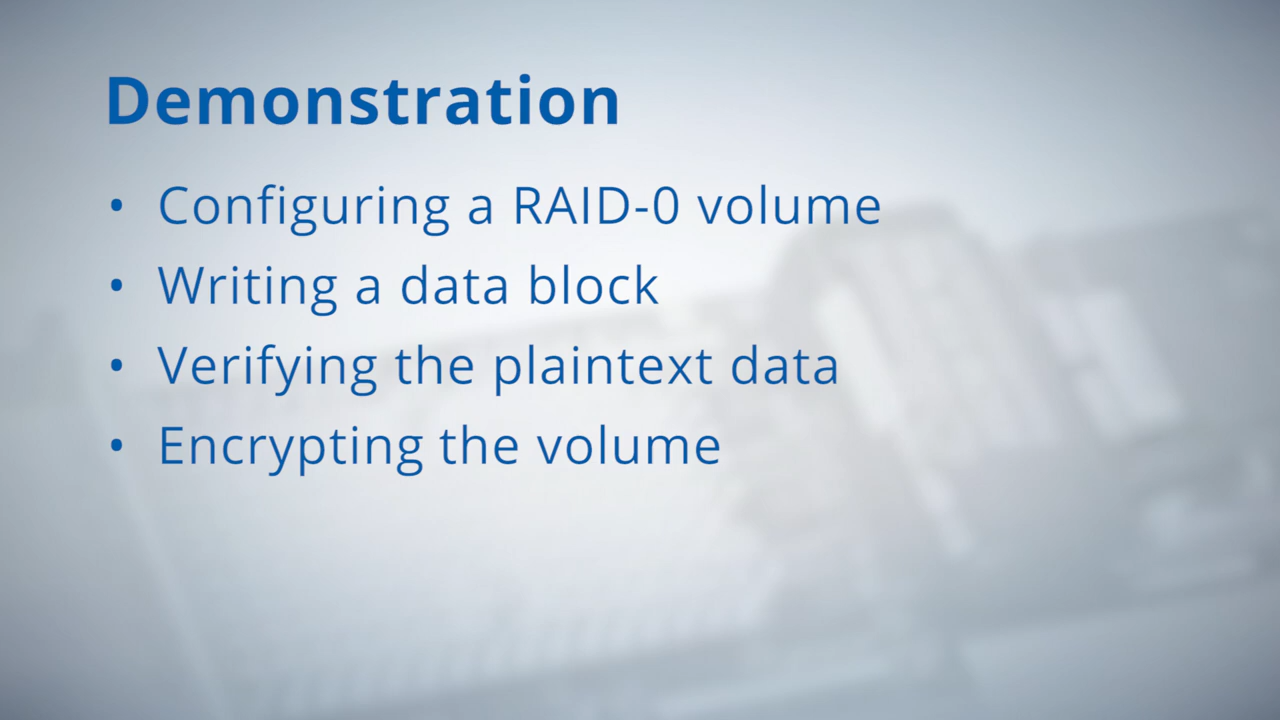 Demonstration
• Configuring a RAID-0 volume
• Writing a data block
• Verifying the plaintext data
• Encrypting the volume